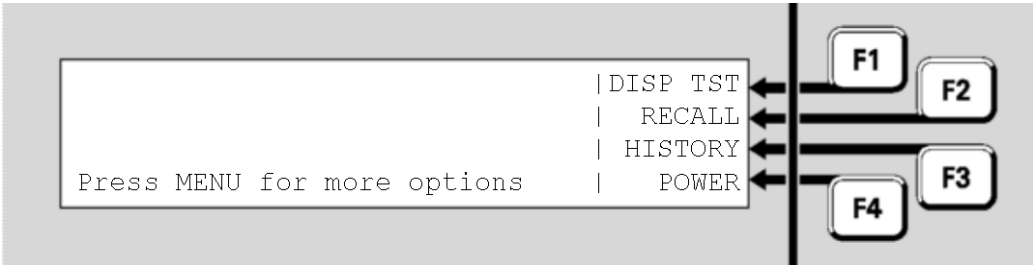 |DISP TST
| RECALL
| HISTORY
Press MENU for more options | POWER
F1
F2
F3
F4